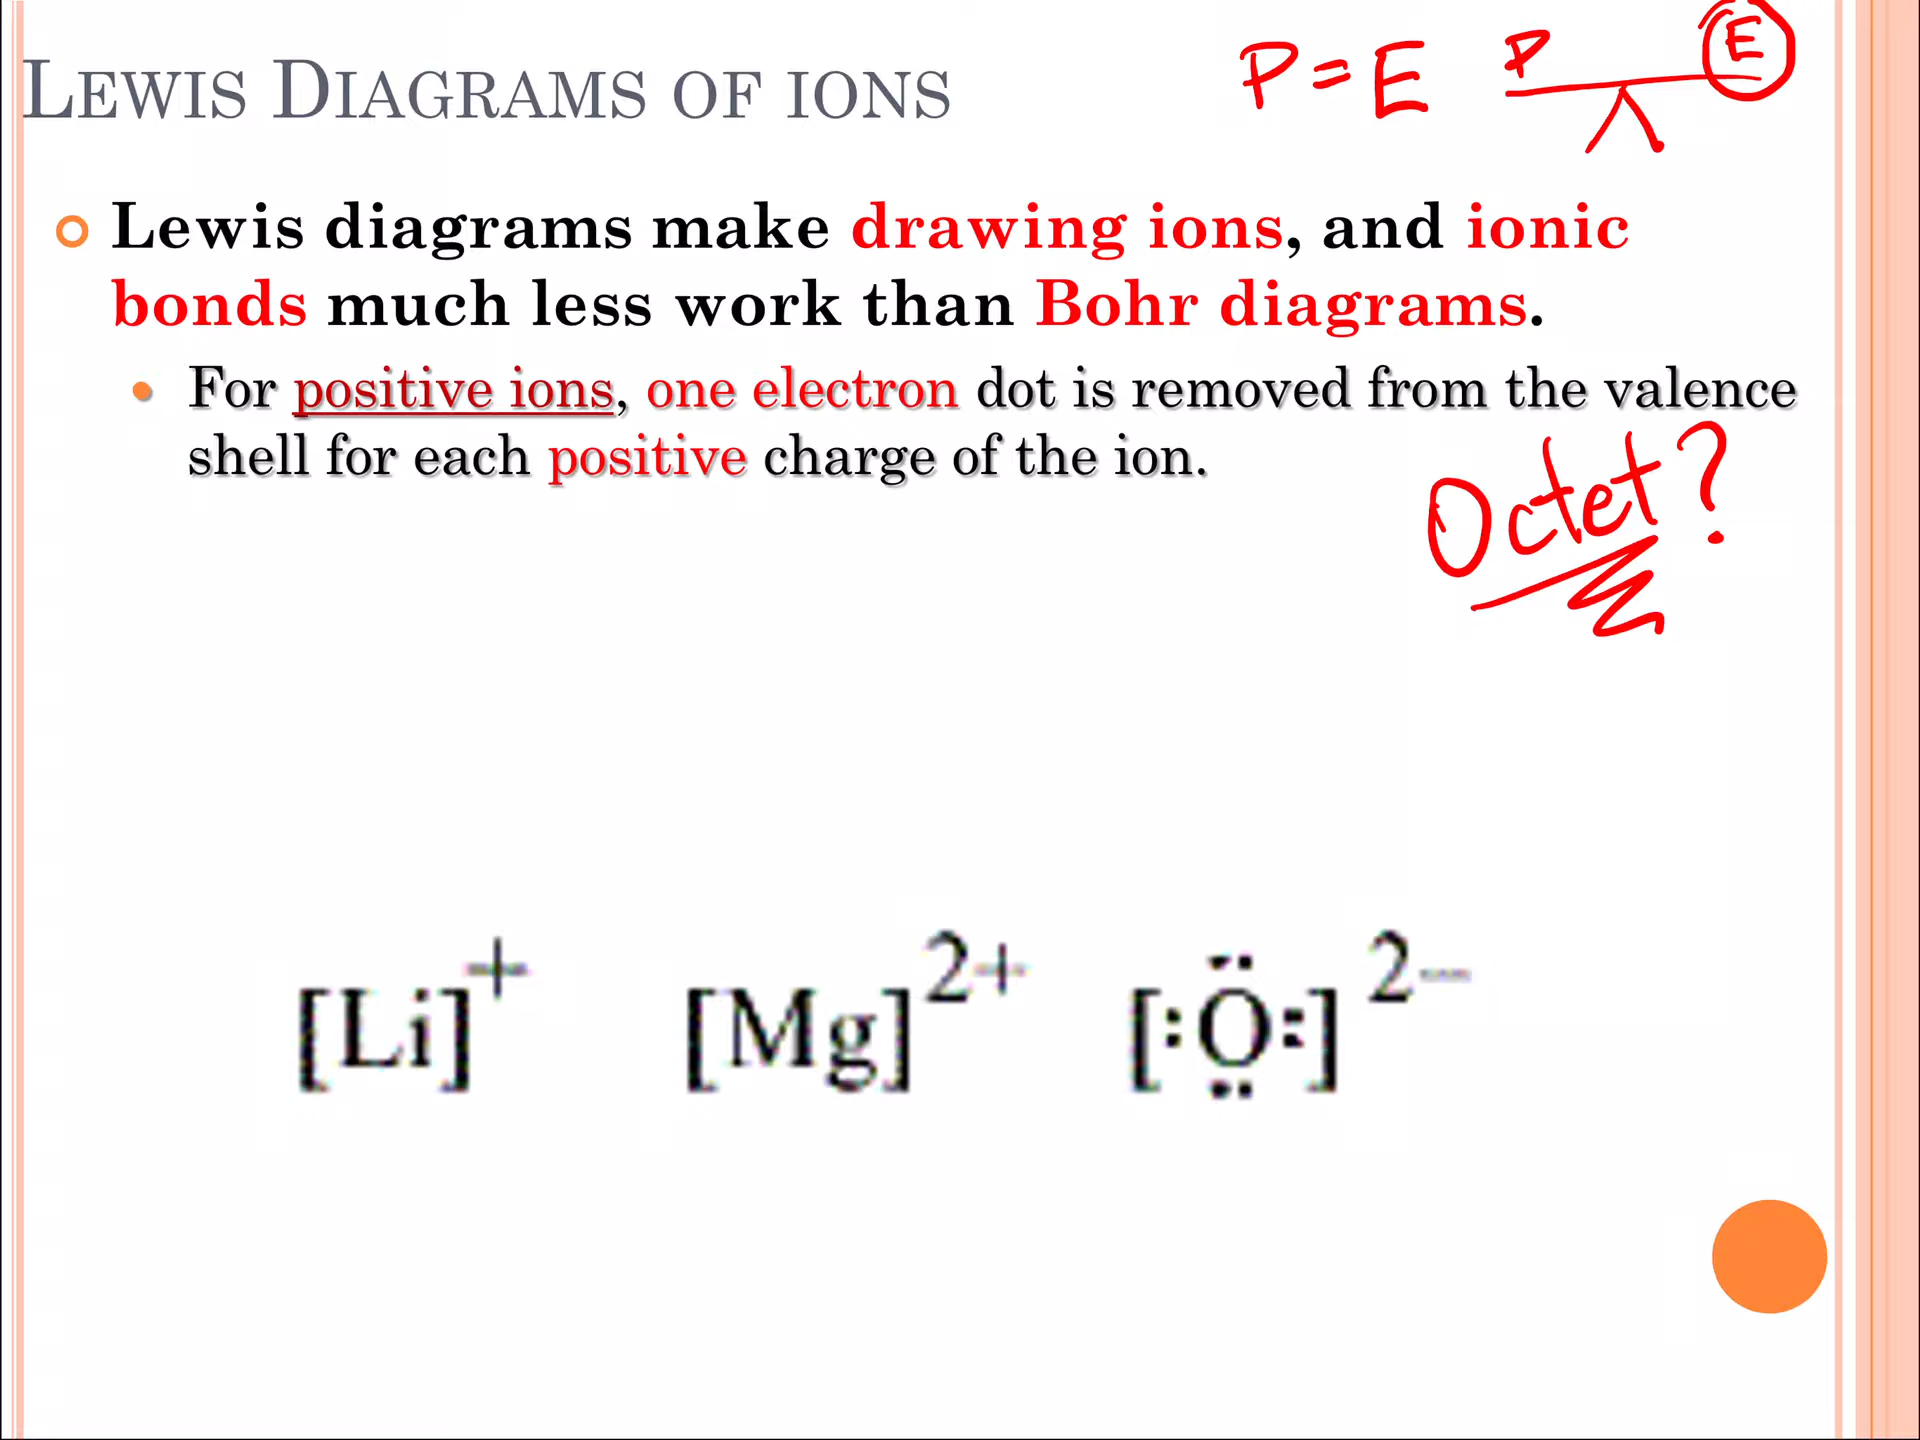 LEWIS DIAGRAMS OF IONS
P = E
P E
Lewis diagrams make drawing ions, and ionic
bonds much less work than Bohr diagrams.
For positive ions, one electron dot is removed from the valence
shell for each positive charge of the ion.
Octet?
[Li]+ [Mg]2+ [:O:]2−